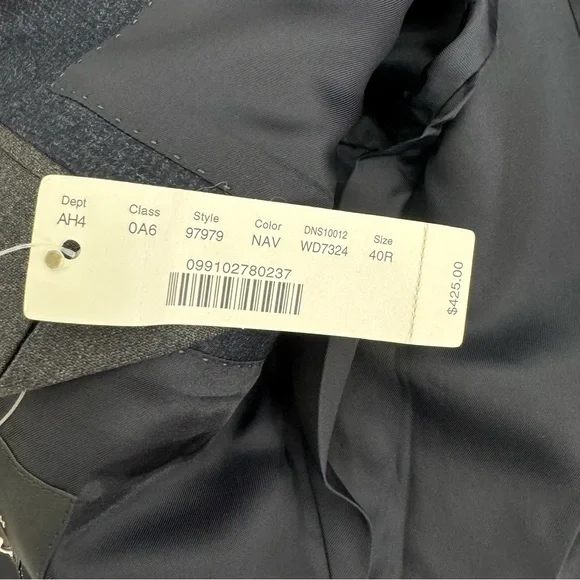 Dept Class Style Color DNS10012 Size
AH4 0A6 97979 NAV WD7324 40R
099102780237
$425.00